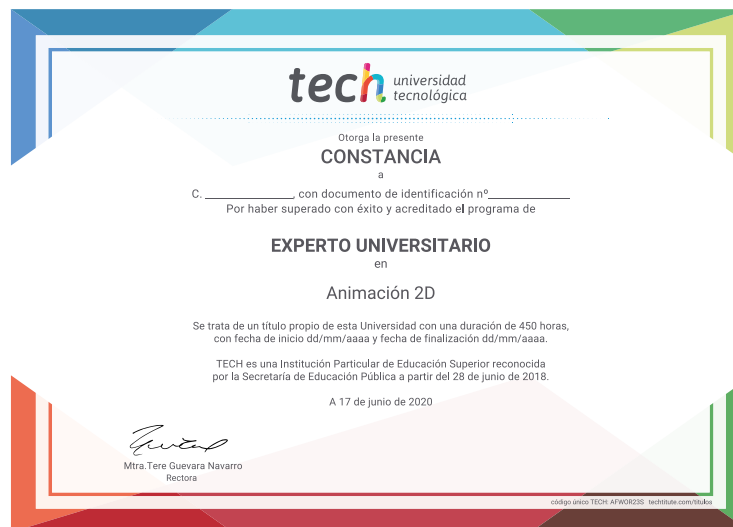 tech universidad
tecnológica
Otorga la presente
CONSTANCIA
a
C. ______________, con documento de identificación nº_____________
Por haber superado con éxito y acreditado el programa de
EXPERTO UNIVERSITARIO
en
Animación 2D
Se trata de un título propio de esta Universidad con una duración de 450 horas,
con fecha de inicio dd/mm/aaaa y fecha de finalización dd/mm/aaaa.
TECH es una Institución Particular de Educación Superior reconocida
por la Secretaría de Educación Pública a partir del 28 de junio de 2018.
A 17 de junio de 2020
Mtra.Tere Guevara Navarro
Rectora
código único TECH: AFWOR23S techtitute.com/titulos